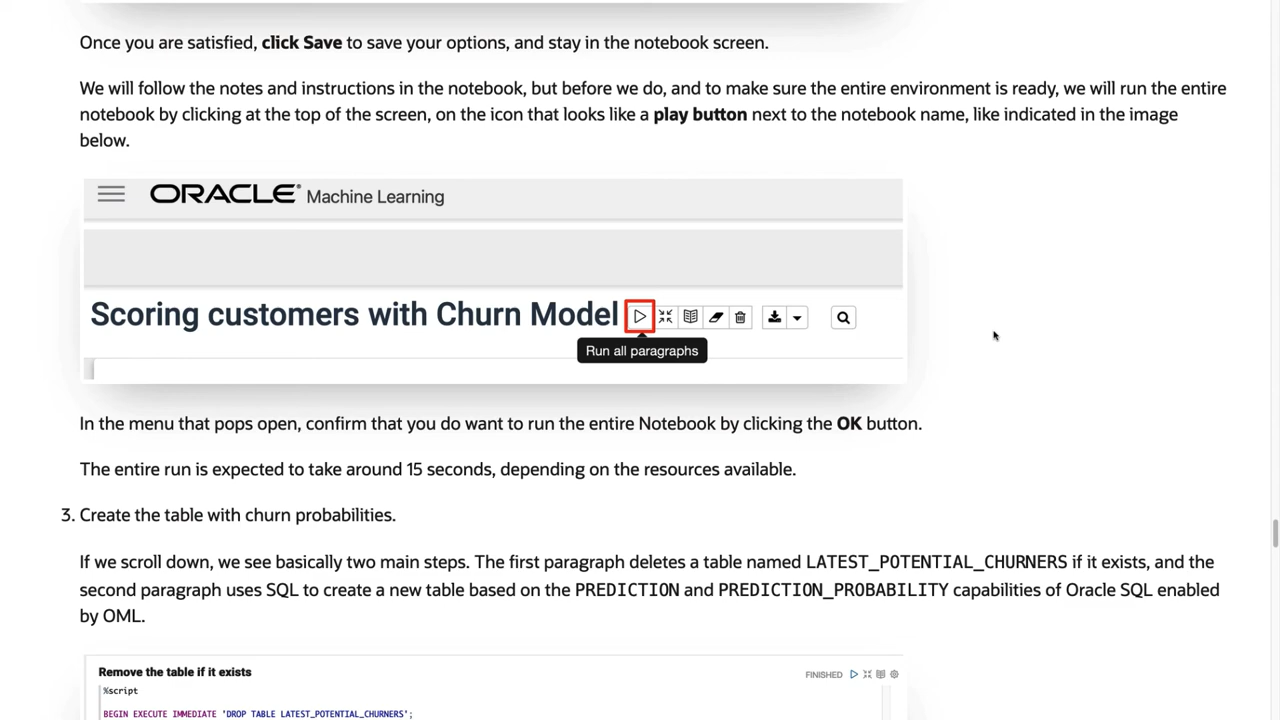 Once you are satisfied, click Save to save your options, and stay in the notebook screen.
We will follow the notes and instructions in the notebook, but before we do, and to make sure the entire environment is ready, we will run the entire
notebook by clicking at the top of the screen, on the icon that looks like a play button next to the notebook name, like indicated in the image
below.
ORACLE® Machine Learning
Scoring customers with Churn Model
Run all paragraphs
In the menu that pops open, confirm that you do want to run the entire Notebook by clicking the OK button.
The entire run is expected to take around 15 seconds, depending on the resources available.
3. Create the table with churn probabilities.
If we scroll down, we see basically two main steps. The first paragraph deletes a table named LATEST_POTENTIAL_CHURNERS if it exists, and the
second paragraph uses SQL to create a new table based on the PREDICTION and PREDICTION_PROBABILITY capabilities of Oracle SQL enabled
by OML.
Remove the table if it exists
FINISHED
%script
BEGIN EXECUTE IMMEDIATE 'DROP TABLE LATEST_POTENTIAL_CHURNERS';